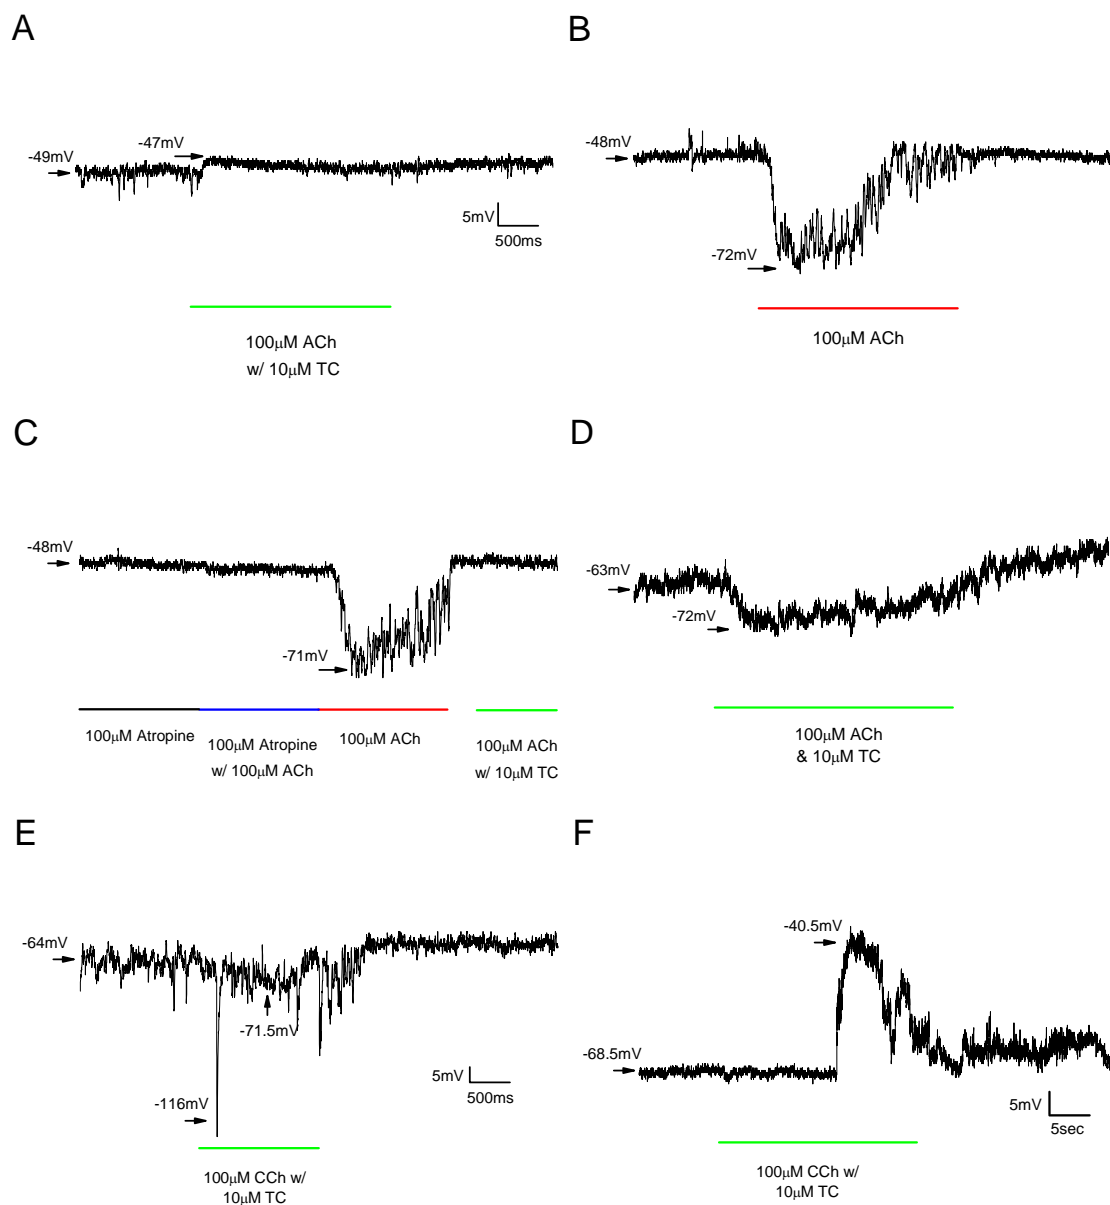 A
B
-47mV
-49mV
5mV
500ms
-48mV
-72mV
100μM ACh
w/ 10μM TC
100μM ACh
C
D
-48mV
-71mV
-63mV
-72mV
100μM Atropine
100μM Atropine
w/ 100μM ACh
100μM ACh
100μM ACh
w/ 10μM TC
100μM ACh
& 10μM TC
E
F
-64mV
-71.5mV
-116mV
5mV
500ms
-40.5mV
-68.5mV
5mV
5sec
100μM CCh w/
10μM TC
100μM CCh w/
10μM TC